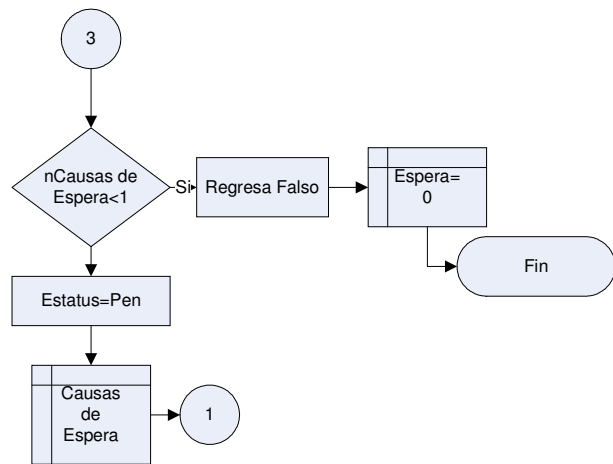 3
nCausas de
Espera<1
Si
Regresa Falso
Espera=
0
Fin
Estatus=Pen
Causas
de
Espera
1